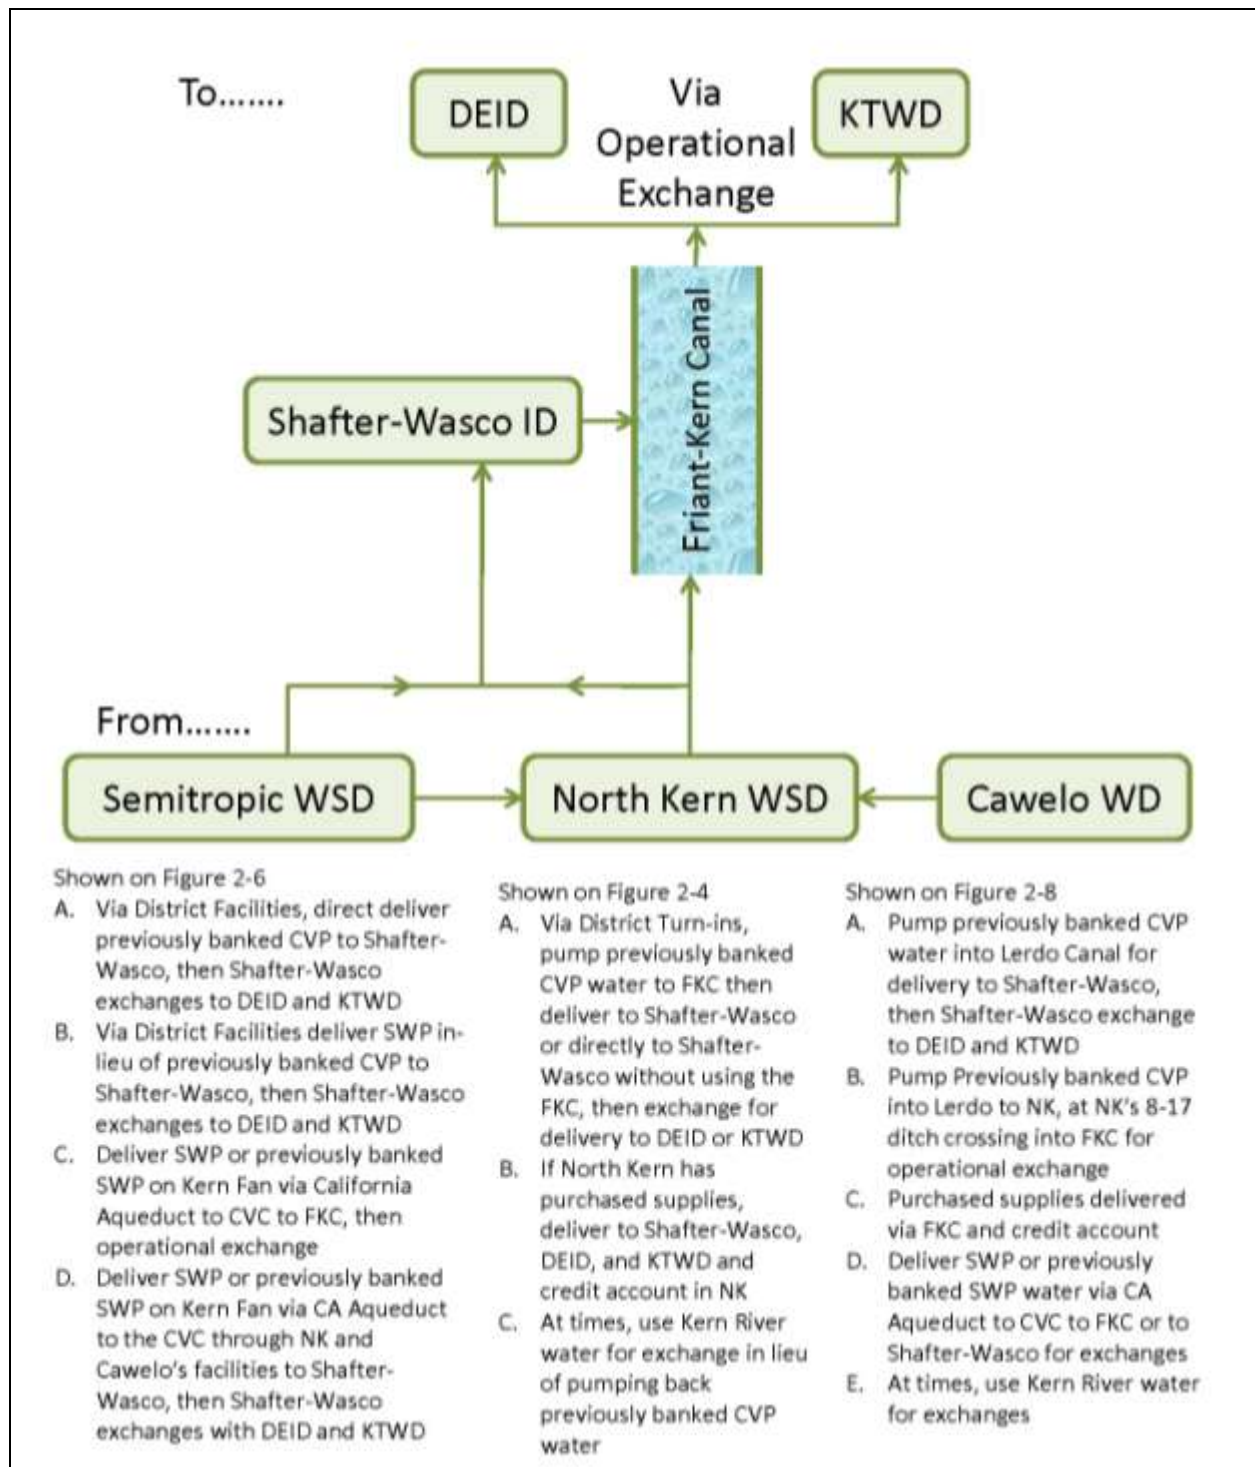 To.......
DEID
Via
Operational
Exchange
KTWD
Friant-Kern Canal
Shafter-Wasco ID
From.......
Semitropic WSD
North Kern WSD
Cawelo WD
Shown on Figure 2-6
A. Via District Facilities, direct deliver
previously banked CVP to Shafter-
Wasco, then Shafter-Wasco
exchanges to DEID and KTWD
B. Via District Facilities deliver SWP in-
lieu of previously banked CVP to
Shafter-Wasco, then Shafter-Wasco
exchanges to DEID and KTWD
C. Deliver SWP or previously banked
SWP on Kern Fan via California
Aqueduct to CVC to FKC, then
operational exchange
D. Deliver SWP or previously banked
SWP on Kern Fan via CA Aqueduct
to the CVC through NK and
Cawelo's facilities to Shafter-
Wasco, then Shafter-Wasco
exchanges with DEID and KTWD
Shown on Figure 2-4
A. Via District Turn-ins,
pump previously banked
CVP water to FKC then
deliver to Shafter-Wasco
or directly to Shafter-
Wasco without using the
FKC, then exchange for
delivery to DEID or KTWD
B. If North Kern has
purchased supplies,
deliver to Shafter-Wasco,
DEID, and KTWD and
credit account in NK
C. At times, use Kern River
water for exchange in lieu
of pumping back
previously banked CVP
water
Shown on Figure 2-8
A. Pump previously banked CVP
water into Lerdo Canal for
delivery to Shafter-Wasco,
then Shafter-Wasco exchange
to DEID and KTWD
B. Pump Previously banked CVP
into Lerdo to NK, at NK's 8-17
ditch crossing into FKC for
operational exchange
C. Purchased supplies delivered
via FKC and credit account
D. Deliver SWP or previously
banked SWP water via CA
Aqueduct to CVC to FKC or to
Shafter-Wasco for exchanges
E. At times, use Kern River water
for exchanges